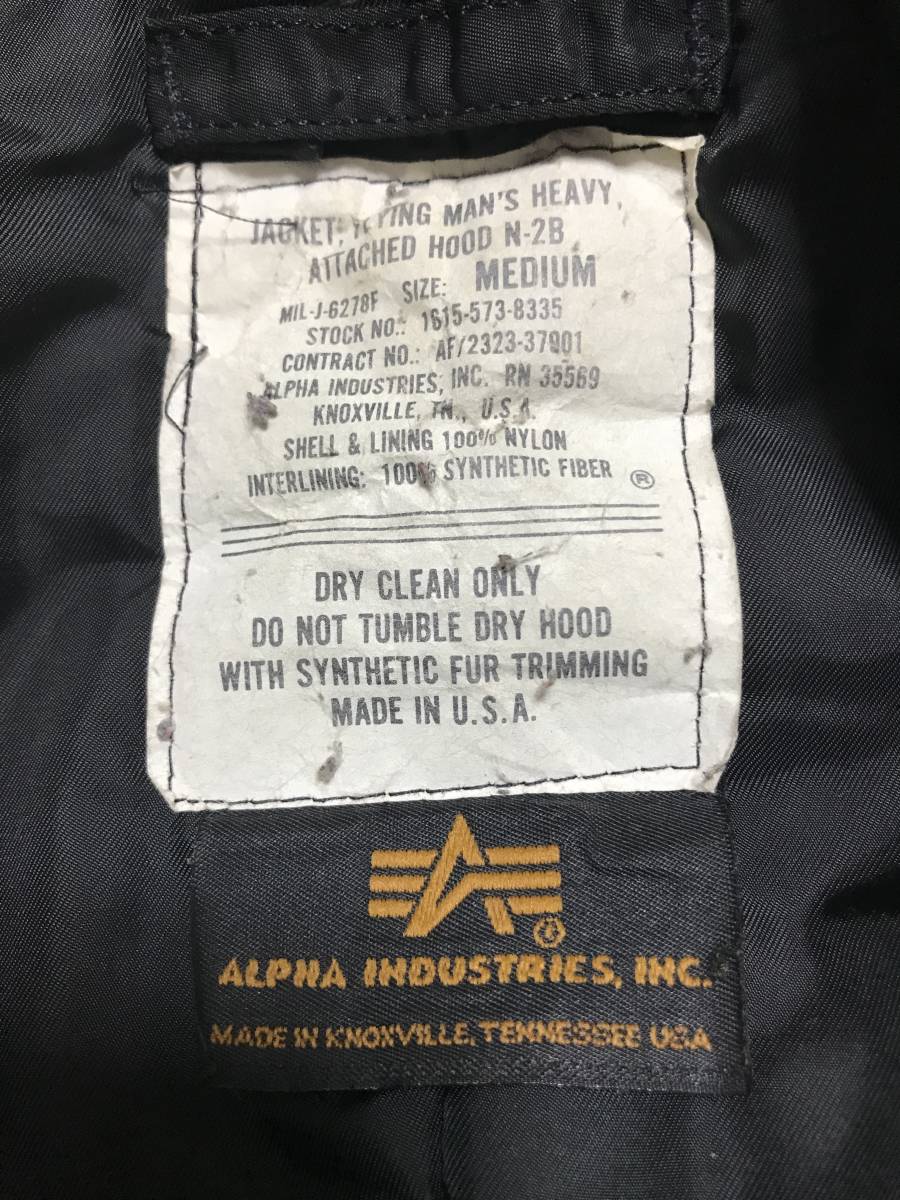 JACKET, FLYING MAN'S HEAVY,
ATTACHED HOOD N-2B
MIL-J-6278F SIZE: MEDIUM
STOCK NO.: 1615-573-8335
CONTRACT NO.: AF/2323-37901
ALPHA INDUSTRIES, INC. RN 35569
KNOXVILLE, TN., U.S.A.
SHELL & LINING 100% NYLON
INTERLINING: 100% SYNTHETIC FIBER ®
DRY CLEAN ONLY
DO NOT TUMBLE DRY HOOD
WITH SYNTHETIC FUR TRIMMING
MADE IN U.S.A.
ALPHA INDUSTRIES, INC.
MADE IN KNOXVILLE, TENNESSEE USA